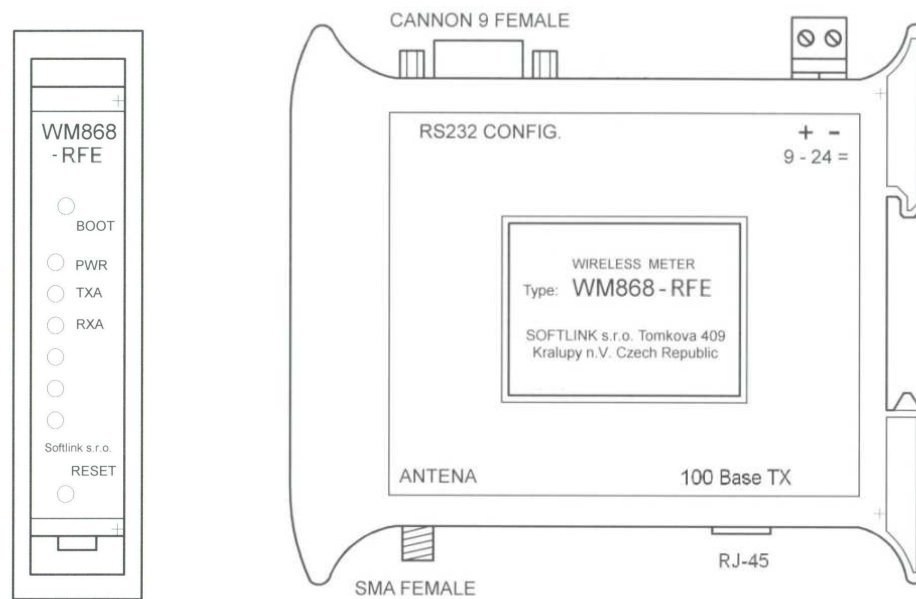 WM868
- RFE
BOOT
PWR
TXA
RXA
Softlink s.r.o.
RESET
CANNON 9 FEMALE
RS232 CONFIG.
+ -
9 - 24 =
WIRELESS METER
Type: WM868 - RFE
SOFTLINK s.r.o. Tomkova 409
Kralupy n.V. Czech Republic
ANTENA
100 Base TX
RJ-45
SMA FEMALE